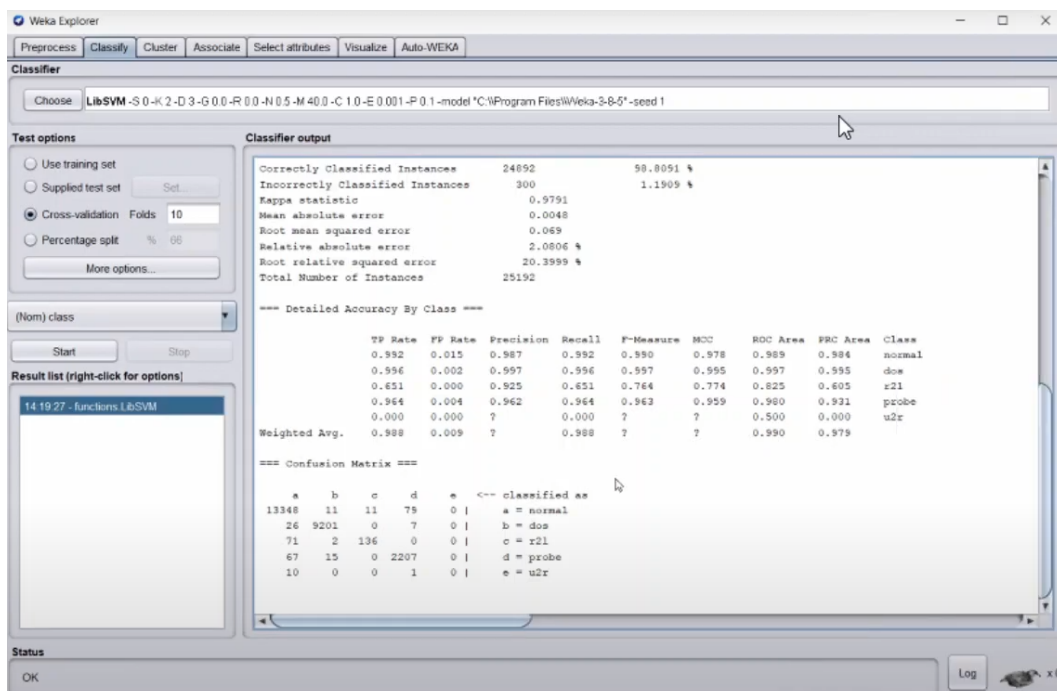 Weka Explorer
Preprocess Classify Cluster Associate Select attributes Visualize Auto-WEKA
Classifier
Choose LibSVM -S 0 -K 2 -D 3 -G 0.0 -R 0.0 -N 0.5 -M 40.0 -C 1.0 -E 0.001 -P 0.1 -model "C:\\Program Files\\Weka-3-8-5" -seed 1
Test options
Use training set
Supplied test set Set...
Cross-validation Folds 10
Percentage split % 66
More options...
(Nom) class
Start Stop
Result list (right-click for options)
14:19:27 - functions.LibSVM
Classifier output
Correctly Classified Instances 24892 98.8091 %
Incorrectly Classified Instances 300 1.1909 %
Kappa statistic 0.9791
Mean absolute error 0.0048
Root mean squared error 0.069
Relative absolute error 2.0806 %
Root relative squared error 20.3999 %
Total Number of Instances 25192
=== Detailed Accuracy By Class ===
TP Rate FP Rate Precision Recall F-Measure MCC ROC Area PRC Area Class
0.992 0.015 0.987 0.992 0.990 0.978 0.989 0.984 normal
0.996 0.002 0.997 0.996 0.997 0.995 0.997 0.995 dos
0.651 0.000 0.925 0.651 0.764 0.774 0.825 0.605 r2l
0.964 0.004 0.962 0.964 0.963 0.959 0.980 0.931 probe
0.000 0.000 ? 0.000 ? ? 0.500 0.000 u2r
Weighted Avg. 0.988 0.009 ? 0.988 ? ? 0.990 0.979
=== Confusion Matrix ===
a b c d e <-- classified as
13348 11 11 79 0 | a = normal
26 9201 0 7 0 | b = dos
71 2 136 0 0 | c = r2l
67 15 0 2207 0 | d = probe
10 0 0 1 0 | e = u2r
Status
OK
Log x